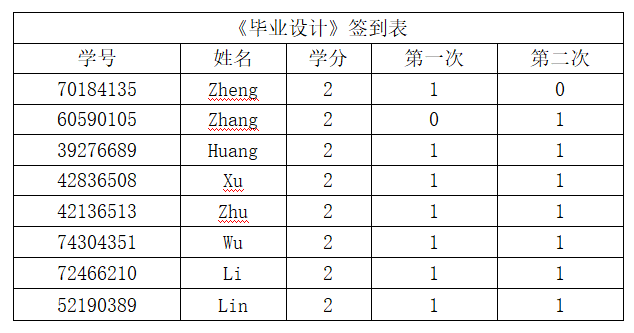 《毕业设计》签到表
学号 姓名 学分 第一次 第二次
70184135 Zheng 2 1 0
60590105 Zhang 2 0 1
39276689 Huang 2 1 1
42836508 Xu 2 1 1
42136513 Zhu 2 1 1
74304351 Wu 2 1 1
72466210 Li 2 1 1
52190389 Lin 2 1 1